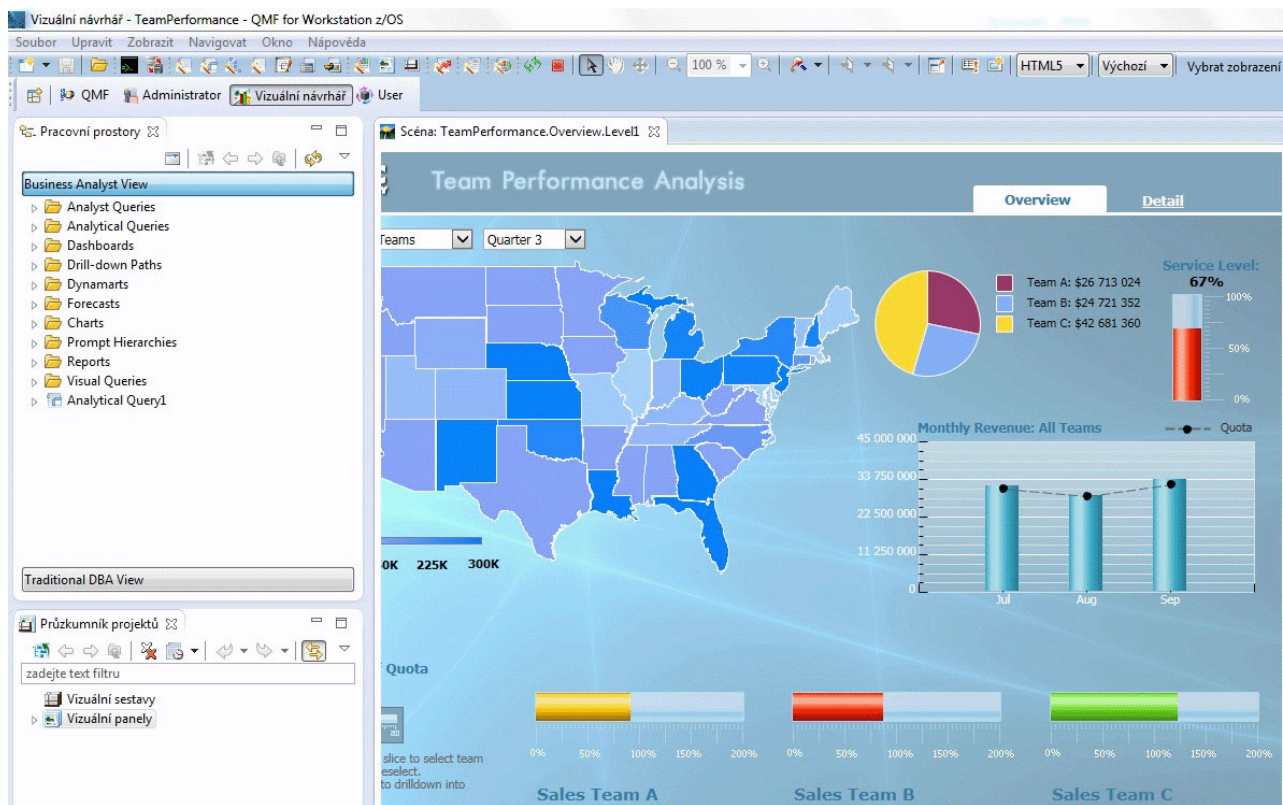 Vizuální návrhář - TeamPerformance - QMF for Workstation z/OS
Soubor Upravit Zobrazit Navigovat Okno Nápověda
100 % HTML5 Výchozí Vybrat zobrazení
QMF Administrator Vizuální návrhář User
Pracovní prostory
Business Analyst View
Analyst Queries
Analytical Queries
Dashboards
Drill-down Paths
Dynamarts
Forecasts
Charts
Prompt Hierarchies
Reports
Visual Queries
Analytical Query1
Traditional DBA View
Průzkumník projektů
zadejte text filtru
Vizuální sestavy
Vizuální panely
Scéna: TeamPerformance.Overview.Level1
Team Performance Analysis
Overview Detail
Teams Quarter 3
225K 300K
Team A: $26 713 024
Team B: $24 721 352
Team C: $42 681 360
Service Level:
67%
100%
50%
0%
Monthly Revenue: All Teams Quota
45 000 000
33 750 000
22 500 000
11 250 000
0
Jul Aug Sep
Quota
slice to select team
eselect.
to drilldown into
0% 50% 100% 150% 200%
Sales Team A
0% 50% 100% 150% 200%
Sales Team B
0% 50% 100% 150% 200%
Sales Team C